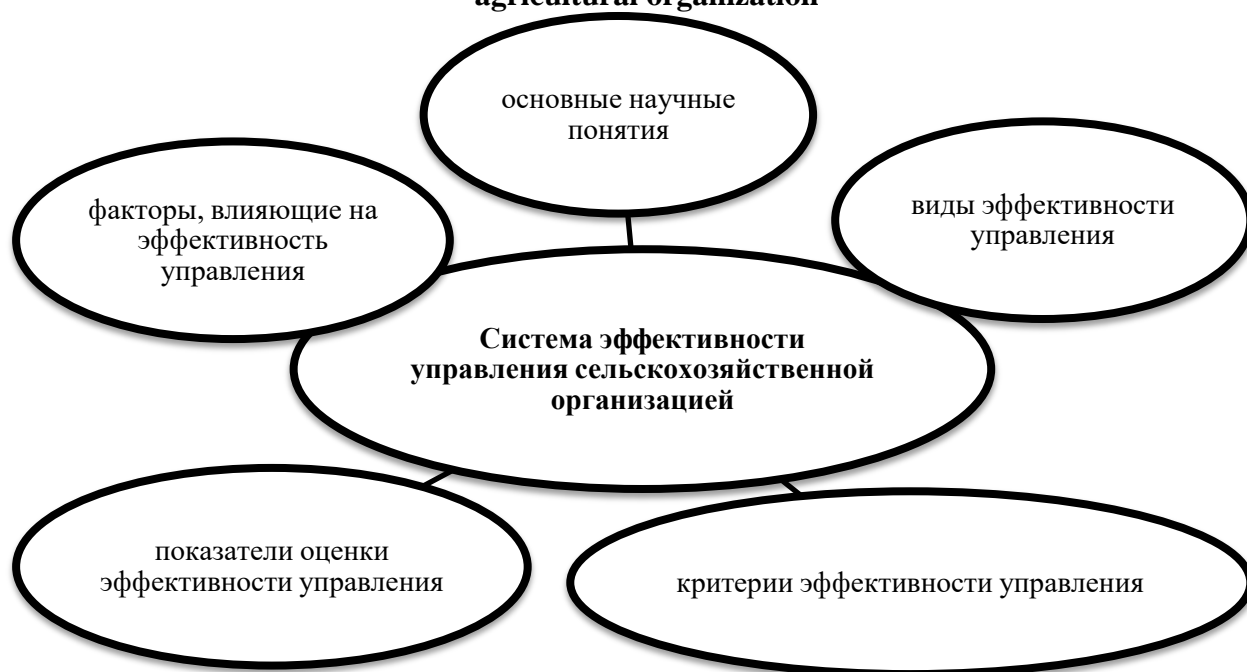 agricultural organization
основные научные
понятия
факторы, влияющие на
эффективность
управления
виды эффективности
управления
Система эффективности
управления сельскохозяйственной
организацией
показатели оценки
эффективности управления
критерии эффективности управления